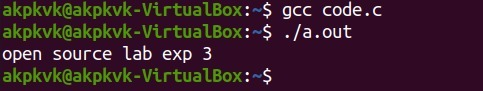 akpkvk@akpkvk-VirtualBox:~$ gcc code.c
akpkvk@akpkvk-VirtualBox:~$ ./a.out
open source lab exp 3
akpkvk@akpkvk-VirtualBox:~$